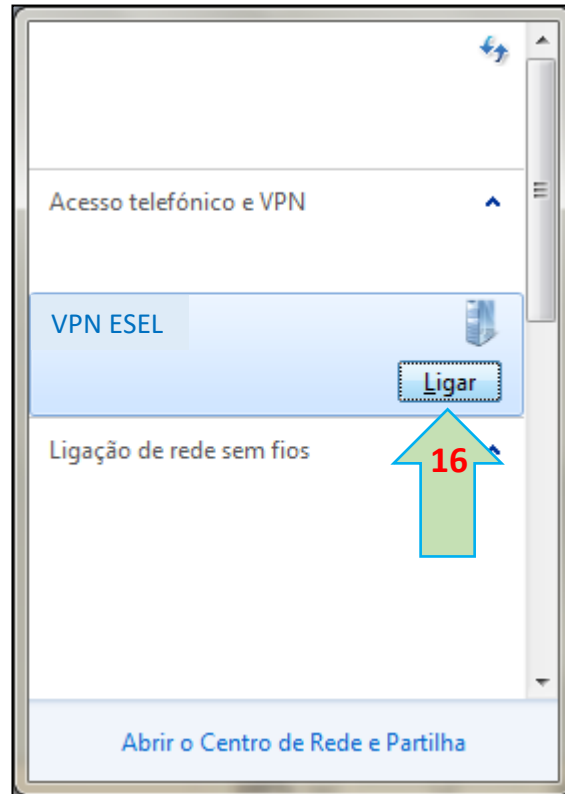 Acesso telefónico e VPN
VPN ESEL
Ligar
Ligação de rede sem fios
16
Abrir o Centro de Rede e Partilha